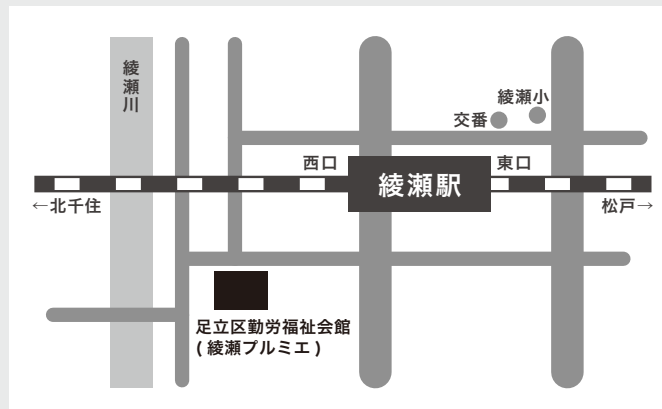 綾瀬川
綾瀬小
交番
西口
綾瀬駅
東口
←北千住
松戸→
足立区勤労福祉会館
(綾瀬プルミエ)